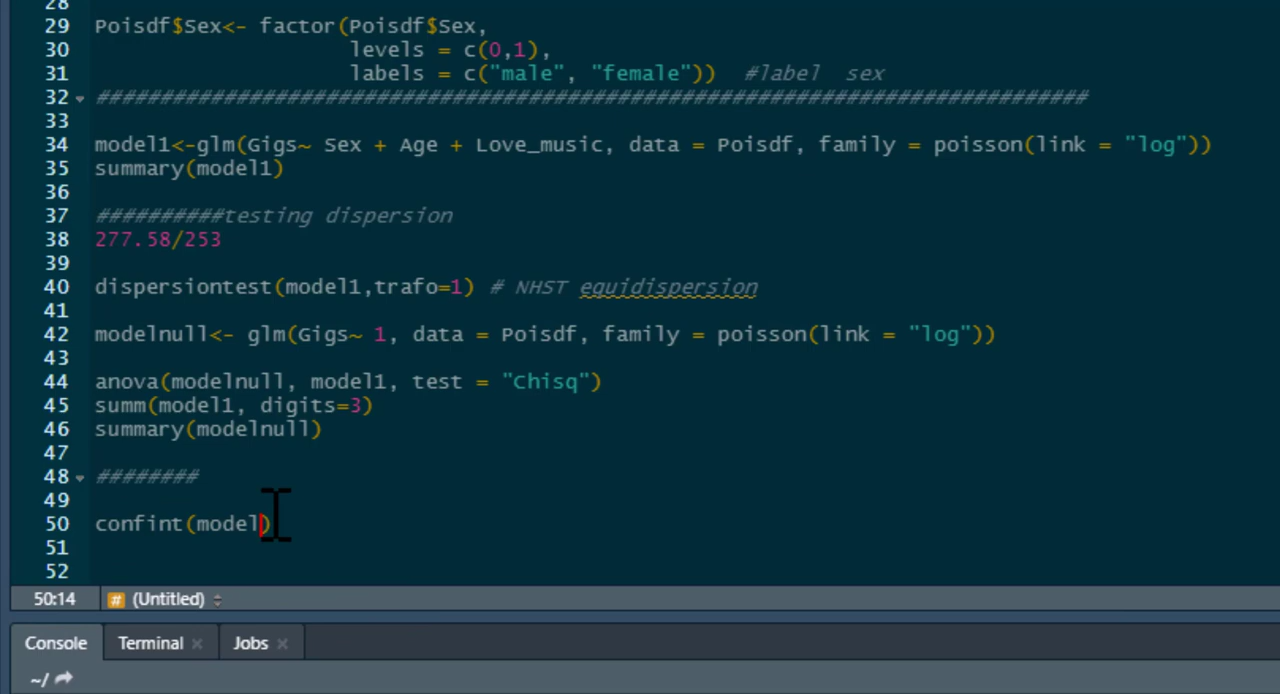 28
29 Poisdf$Sex<- factor(Poisdf$Sex,
30 levels = c(0,1),
31 labels = c("male", "female")) #label sex
32 ##############################################################################
33
34 model1<-glm(Gigs~ Sex + Age + Love_music, data = Poisdf, family = poisson(link = "log"))
35 summary(model1)
36
37 ##########testing dispersion
38 277.58/253
39
40 dispersiontest(model1,trafo=1) # NHST equidispersion
41
42 modelnull<- glm(Gigs~ 1, data = Poisdf, family = poisson(link = "log"))
43
44 anova(modelnull, model1, test = "Chisq")
45 summ(model1, digits=3)
46 summary(modelnull)
47
48 ########
49
50 confint(model)
51
52
50:14 # (Untitled)
Console Terminal Jobs
~/